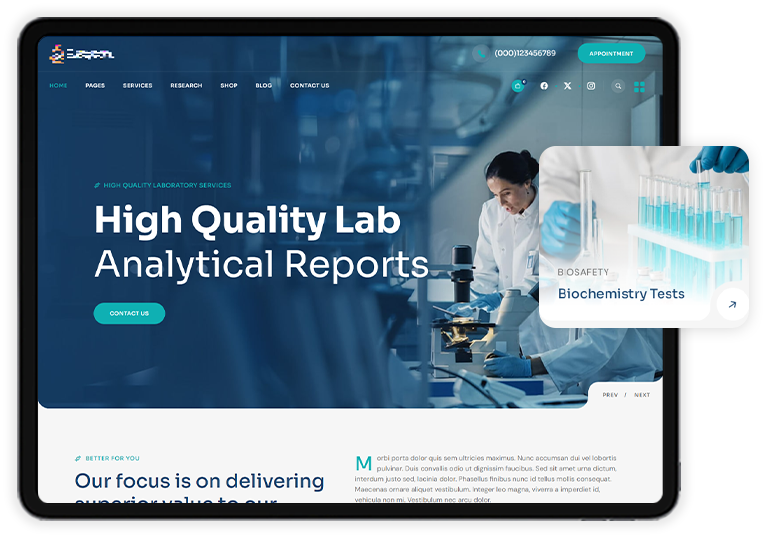 (000)123456789
APPOINTMENT
HOME PAGES SERVICES RESEARCH SHOP BLOG CONTACT US
0
HIGH QUALITY LABORATORY SERVICES
High Quality Lab
Analytical Reports
CONTACT US
BIOSAFETY
Biochemistry Tests
PREV / NEXT
BETTER FOR YOU
Our focus is on delivering
superior value to our
Morbi porta dolor quis sem ultricies maximus. Nunc accumsan dui vel lobortis
pulviner. Duis convallis odio ut dignissim faucibus. Sed sit amet urna dictum,
interdum justo sed, lacinia dolor. Phasellus finibus nunc id tellus mollis consequat.
Maecenas ornare aliquet vestibulum. Integer leo magna, viverra a imperdiet id,
vehicula non mi. Vestibulum nec arcu dolor.